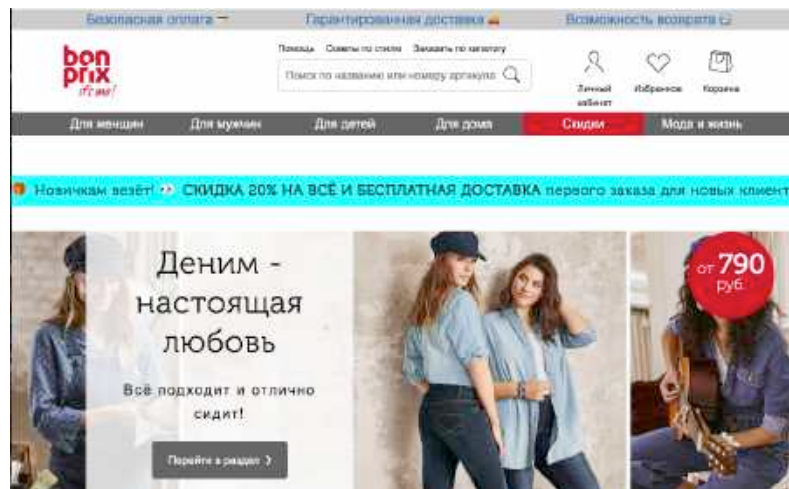 Безопасная оплата
Гарантированная доставка
Возможность возврата
bon
prix
it's me!
Помощь Советы по стилю Заказать по каталогу
Поиск по названию или номеру артикула
Личный
кабинет
Избранное
Корзина
Для женщин Для мужчин Для детей Для дома Скидки Мода и жизнь
Новичкам везёт! СКИДКА 20% НА ВСЁ И БЕСПЛАТНАЯ ДОСТАВКА первого заказа для новых клиент
Деним -
настоящая
любовь
Всё подходит и отлично
сидит!
Перейти в раздел
от 790
руб.